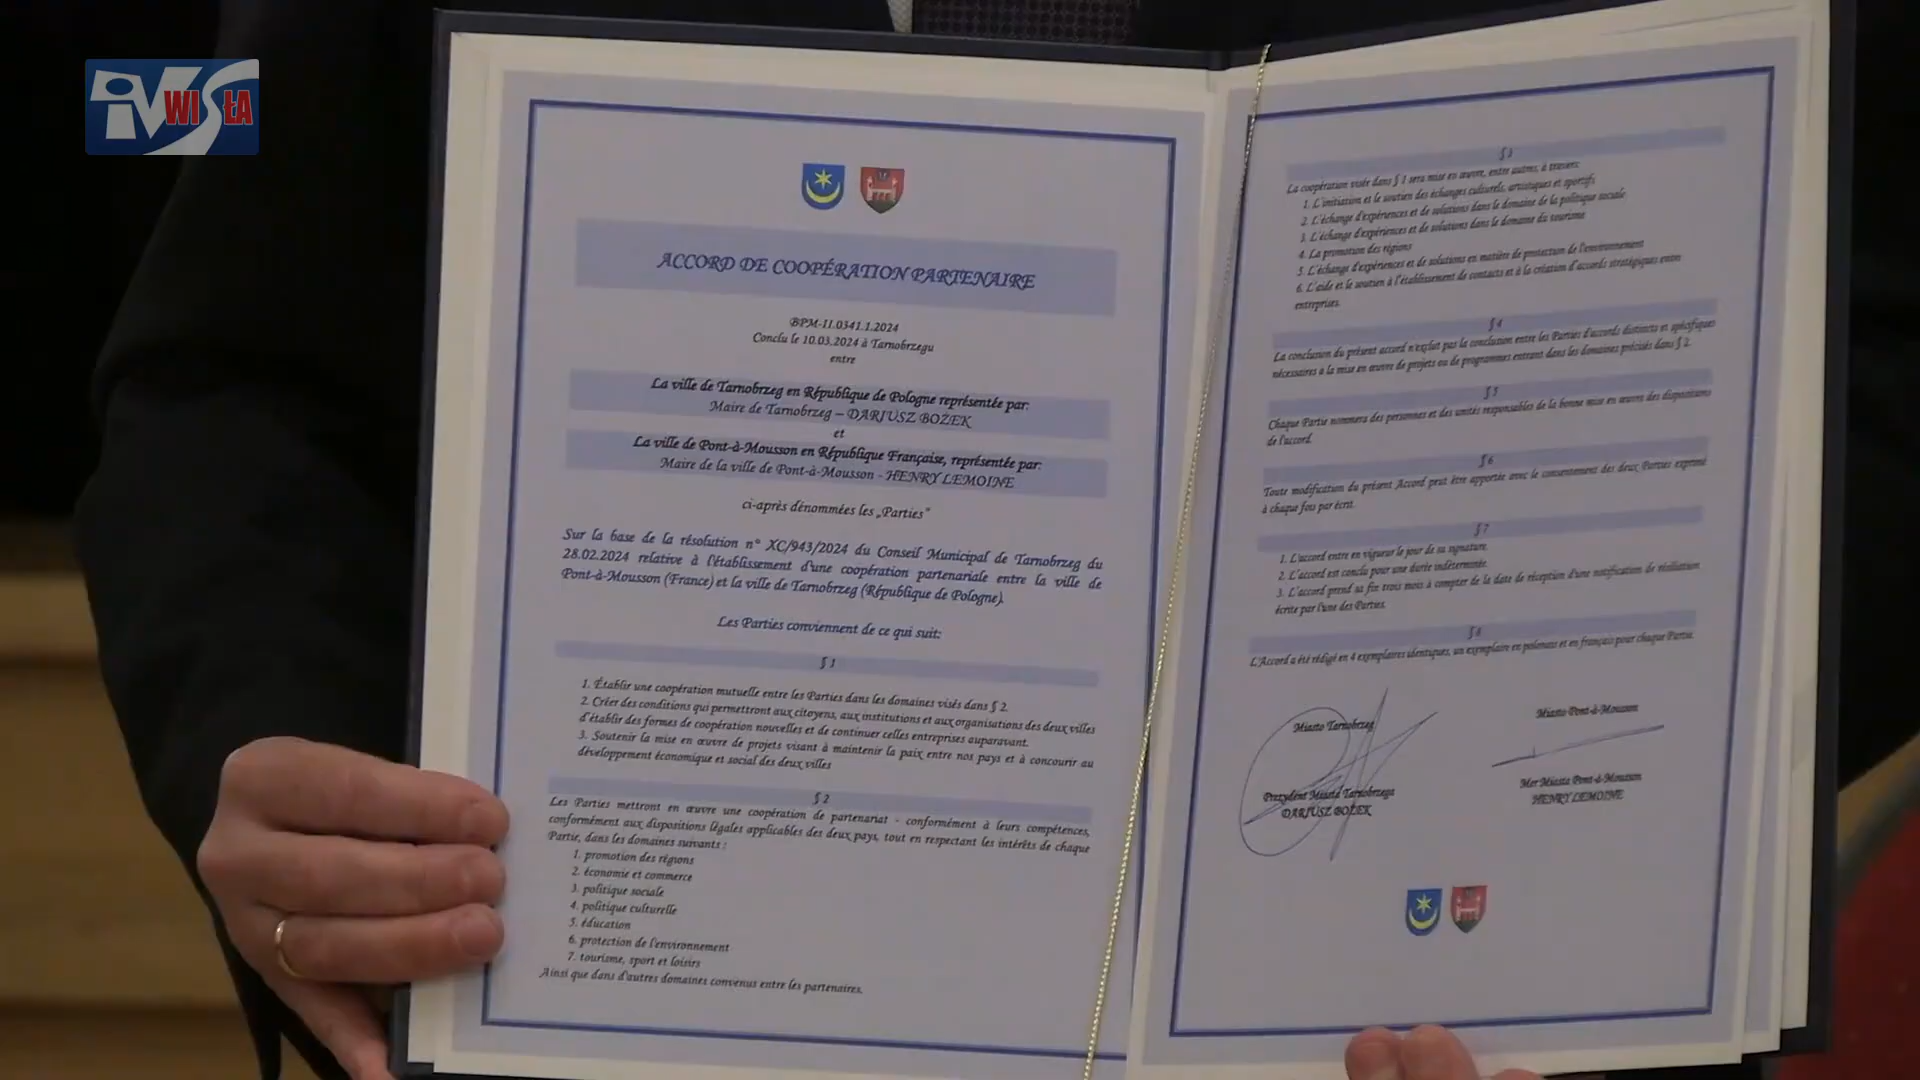 iVWISŁA
ACCORD DE COOPÉRATION PARTENAIRE
BPM-II.0341.1.2024
Conclu le 10.03.2024 à Tarnobrzegu
entre
La ville de Tarnobrzeg en République de Pologne représentée par:
Maire de Tarnobrzeg – DARIUSZ BOŻEK
et
La ville de Pont-à-Mousson en République Française, représentée par:
Maire de la ville de Pont-à-Mousson - HENRY LEMOINE
ci-après dénommées les „Parties”
Sur la base de la résolution n° XC/943/2024 du Conseil Municipal de Tarnobrzeg du
28.02.2024 relative à l'établissement d'une coopération partenariale entre la ville de
Pont-à-Mousson (France) et la ville de Tarnobrzeg (République de Pologne).
Les Parties conviennent de ce qui suit:
§ 1
1. Établir une coopération mutuelle entre les Parties dans les domaines visés dans § 2.
2. Créer des conditions qui permettront aux citoyens, aux institutions et aux organisations des deux villes
d'établir des formes de coopération nouvelles et de continuer celles entreprises auparavant.
3. Soutenir la mise en œuvre de projets visant à maintenir la paix entre nos pays et à concourir au
développement économique et social des deux villes
§ 2
Les Parties mettront en œuvre une coopération de partenariat - conformément à leurs compétences,
conformément aux dispositions légales applicables des deux pays, tout en respectant les intérêts de chaque
Partie, dans les domaines suivants :
1. promotion des régions
2. économie et commerce
3. politique sociale
4. politique culturelle
5. éducation
6. protection de l'environnement
7. tourisme, sport et loisirs
Ainsi que dans d'autres domaines convenus entre les partenaires.
§ 3
La coopération visée dans § 1 sera mise en œuvre, entre autres, à travers:
1. L'initiation et le soutien des échanges culturels, artistiques et sportifs
2. L'échange d'expériences et de solutions dans le domaine de la politique sociale
3. L'échange d'expériences et de solutions dans le domaine du tourisme
4. La promotion des régions
5. L'échange d'expériences et de solutions en matière de protection de l'environnement
6. L'aide et le soutien à l'établissement de contacts et à la création d'accords stratégiques entre
entreprises.
§ 4
La conclusion du présent accord n'exclut pas la conclusion entre les Parties d'accords distincts et spécifiques
nécessaires à la mise en œuvre de projets ou de programmes entrant dans les domaines précisés dans § 2.
§ 5
Chaque Partie nommera des personnes et des unités responsables de la bonne mise en œuvre des dispositions
de l'accord.
§ 6
Toute modification du présent Accord peut être apportée avec le consentement des deux Parties exprimé
à chaque fois par écrit.
§ 7
1. L'accord entre en vigueur le jour de sa signature.
2. L'accord est conclu pour une durée indéterminée.
3. L'accord prend sa fin trois mois à compter de la date de réception d'une notification de résiliation
écrite par l'une des Parties.
§ 8
L'Accord a été rédigé en 4 exemplaires identiques, un exemplaire en polonais et en français pour chaque Partie.
Miasto Tarnobrzeg
Prezydent Miasta Tarnobrzega
DARIUSZ BOŻEK
Miasto Pont-à-Mousson
Mer Miasta Pont-à-Mousson
HENRY LEMOINE